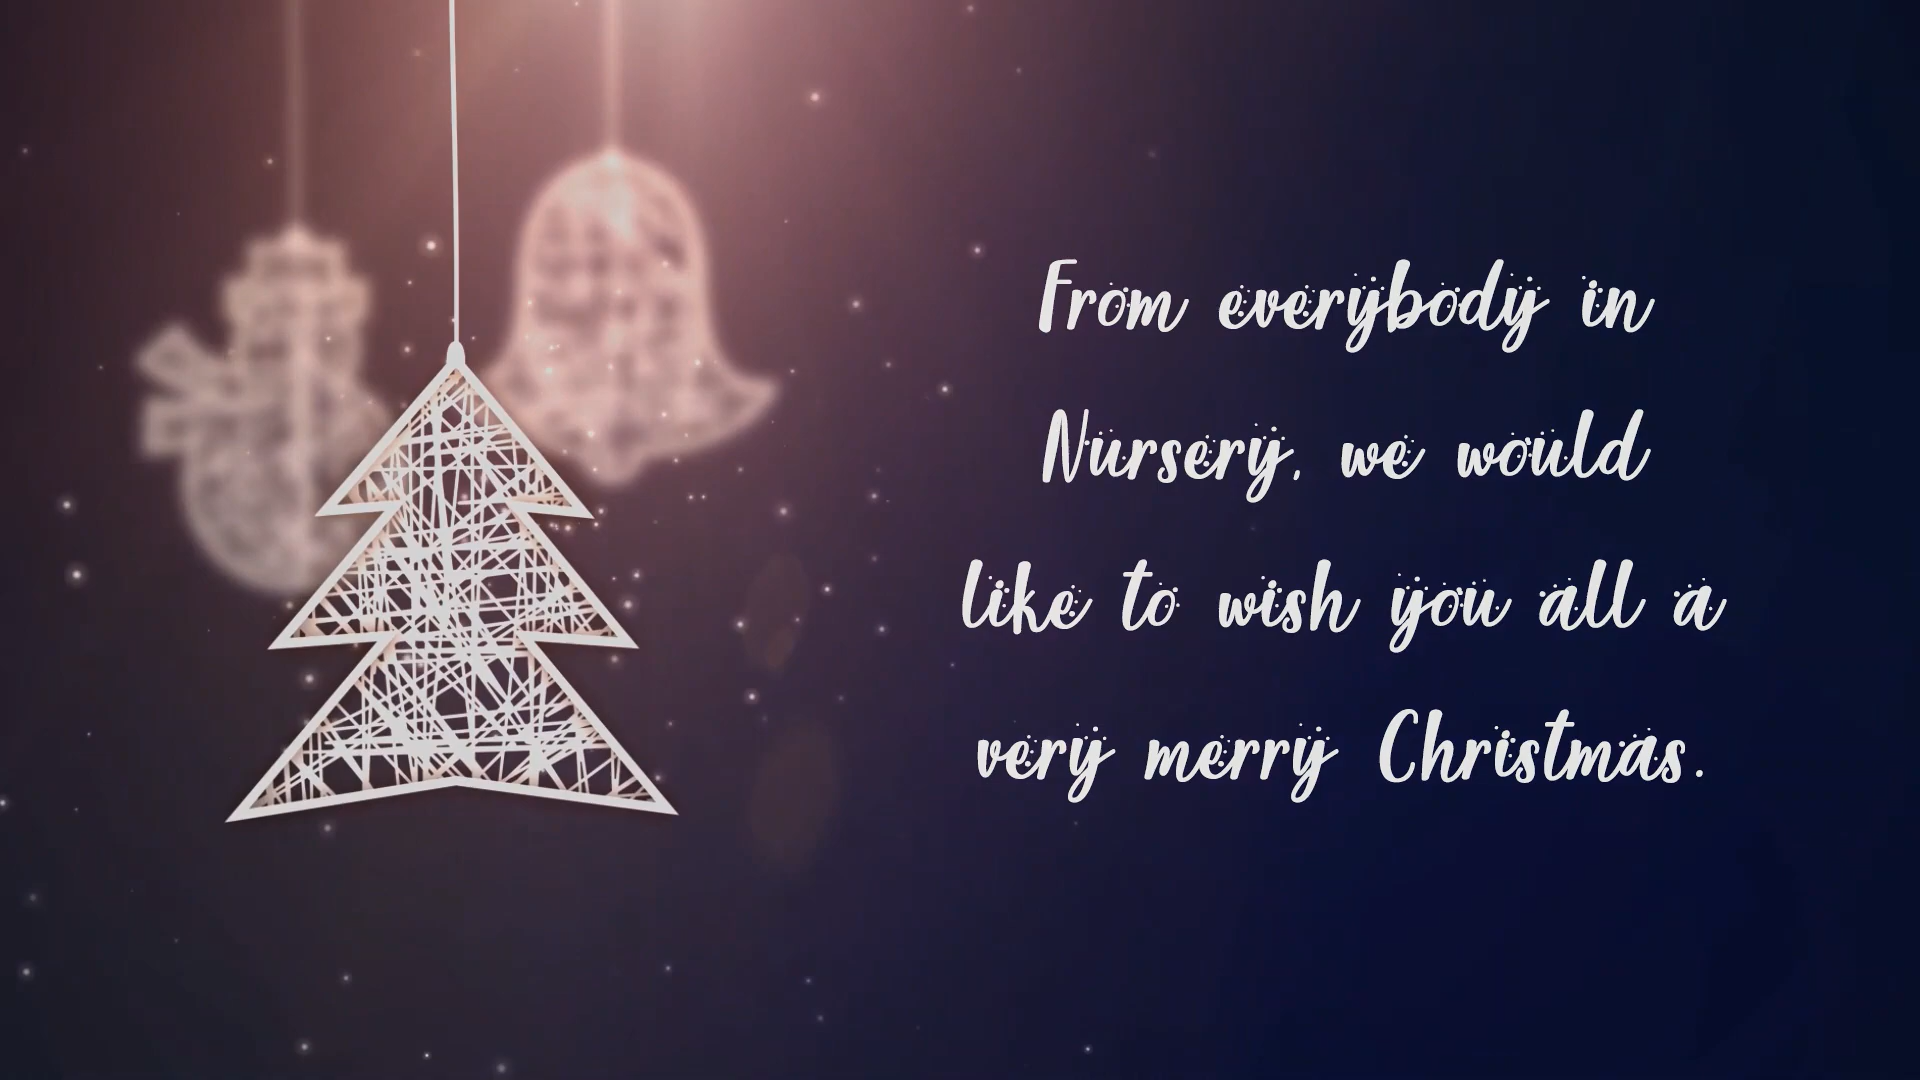 From everybody in
Nursery, we would
like to wish you all a
very merry Christmas.